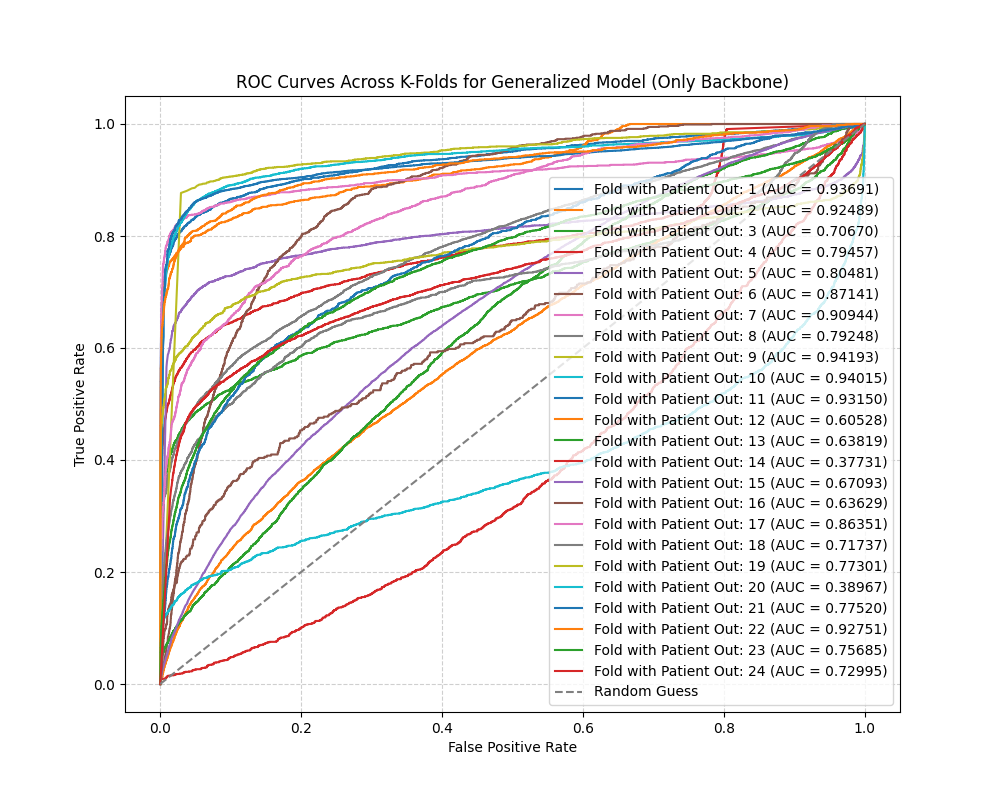 ROC Curves Across K-Folds for Generalized Model (Only Backbone)
True Positive Rate
1.0
0.8
0.6
0.4
0.2
0.0
Fold with Patient Out: 1 (AUC = 0.93691)
Fold with Patient Out: 2 (AUC = 0.92489)
Fold with Patient Out: 3 (AUC = 0.70670)
Fold with Patient Out: 4 (AUC = 0.79457)
Fold with Patient Out: 5 (AUC = 0.80481)
Fold with Patient Out: 6 (AUC = 0.87141)
Fold with Patient Out: 7 (AUC = 0.90944)
Fold with Patient Out: 8 (AUC = 0.79248)
Fold with Patient Out: 9 (AUC = 0.94193)
Fold with Patient Out: 10 (AUC = 0.94015)
Fold with Patient Out: 11 (AUC = 0.93150)
Fold with Patient Out: 12 (AUC = 0.60528)
Fold with Patient Out: 13 (AUC = 0.63819)
Fold with Patient Out: 14 (AUC = 0.37731)
Fold with Patient Out: 15 (AUC = 0.67093)
Fold with Patient Out: 16 (AUC = 0.63629)
Fold with Patient Out: 17 (AUC = 0.86351)
Fold with Patient Out: 18 (AUC = 0.71737)
Fold with Patient Out: 19 (AUC = 0.77301)
Fold with Patient Out: 20 (AUC = 0.38967)
Fold with Patient Out: 21 (AUC = 0.77520)
Fold with Patient Out: 22 (AUC = 0.92751)
Fold with Patient Out: 23 (AUC = 0.75685)
Fold with Patient Out: 24 (AUC = 0.72995)
Random Guess
0.0 0.2 0.4 0.6 0.8 1.0
False Positive Rate